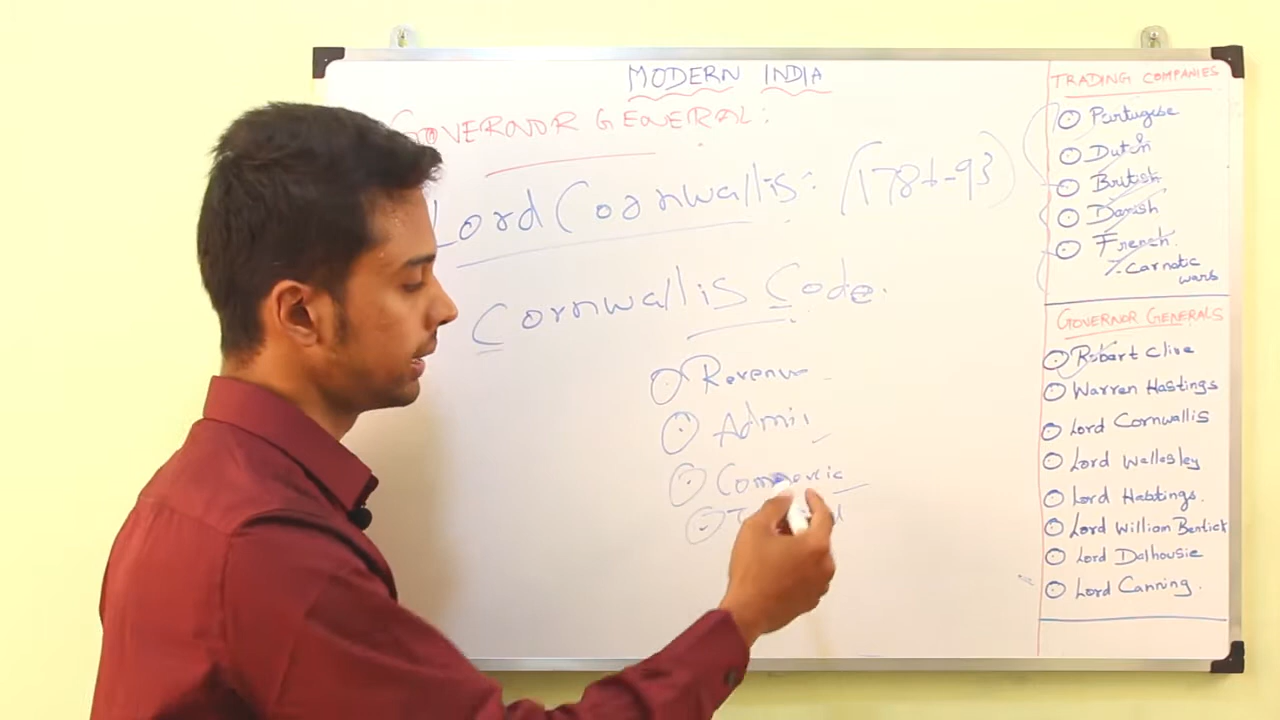 MODERN INDIA
GOVERNOR GENERAL:
Lord Cornwallis: (1786-93)
Cornwallis Code.
Revenue
Admin
Commercic
TRADING COMPANIES
Partugise
Dutch
British
Danish
French.
Carnatic
wars
GOVERNOR GENERALS
Robert Clive
Warren Hastings
Lord Cornwallis
Lord Wellesley
Lord Hastings.
Lord William Bentick
Lord Dalhousie
Lord Canning.